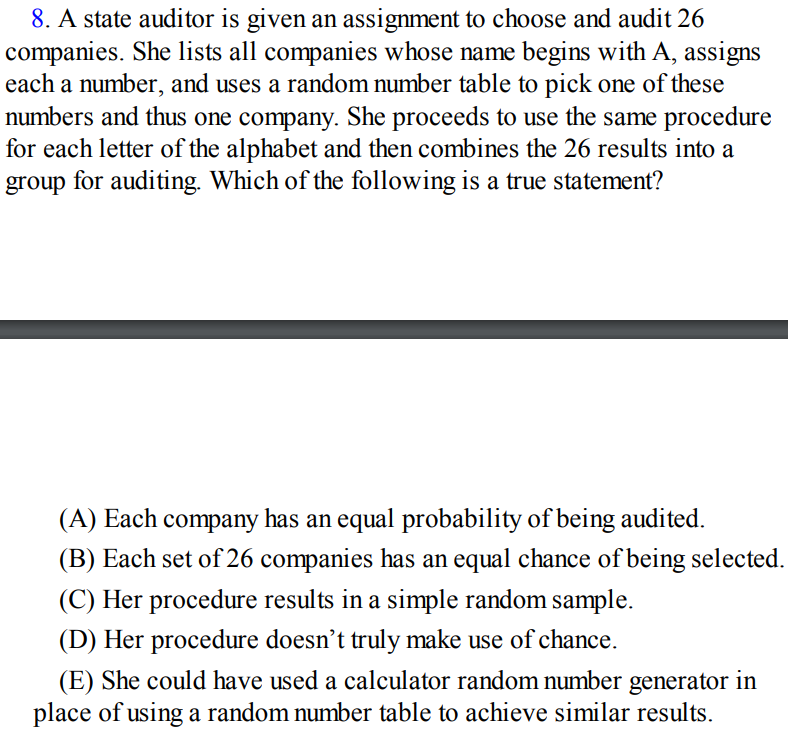 8. A state auditor is given an assignment to choose and audit 26
companies. She lists all companies whose name begins with A, assigns
each a number, and uses a random number table to pick one of these
numbers and thus one company. She proceeds to use the same procedure
for each letter of the alphabet and then combines the 26 results into a
group for auditing. Which of the following is a true statement?
(A) Each company has an equal probability of being audited.
(B) Each set of 26 companies has an equal chance of being selected.
(C) Her procedure results in a simple random sample.
(D) Her procedure doesn’t truly make use of chance.
(E) She could have used a calculator random number generator in
place of using a random number table to achieve similar results.